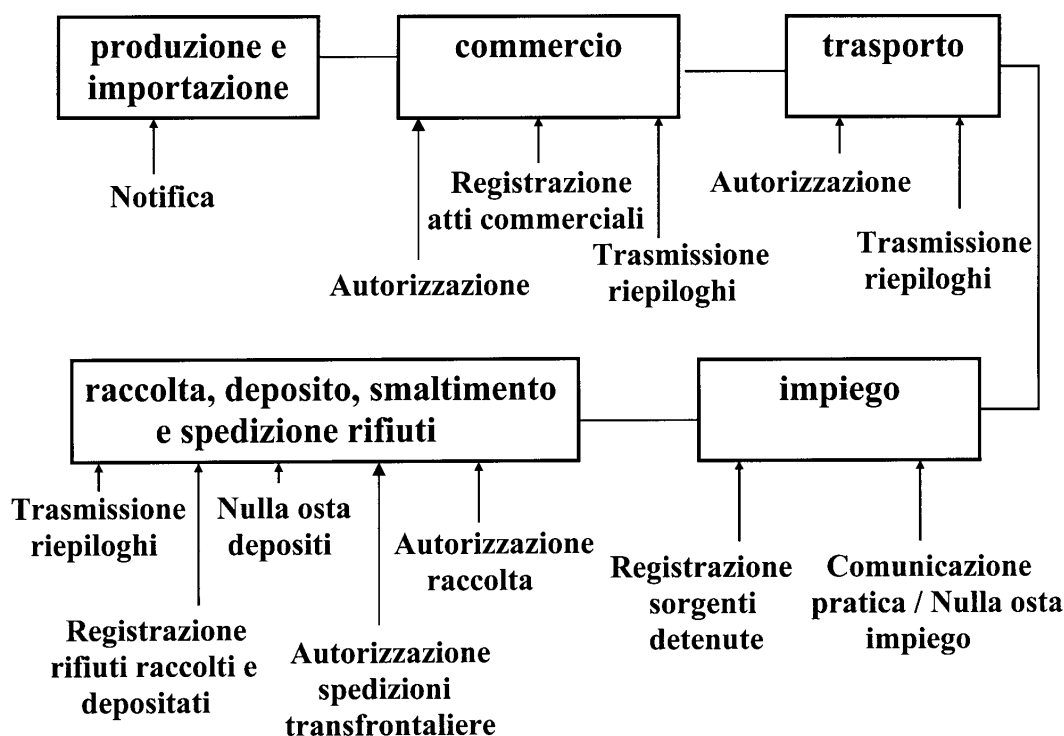 produzione e
importazione
commercio
trasporto
Notifica
Registrazione
atti commerciali
Autorizzazione
Trasmissione
riepiloghi
Autorizzazione
Trasmissione
riepiloghi
raccolta, deposito, smaltimento
e spedizione rifiuti
impiego
Trasmissione
riepiloghi
Nulla osta
depositi
Autorizzazione
raccolta
Registrazione
rifiuti raccolti e
depositati
Autorizzazione
spedizioni
transfrontaliere
Registrazione
sorgenti
detenute
Comunicazione
pratica / Nulla osta
impiego